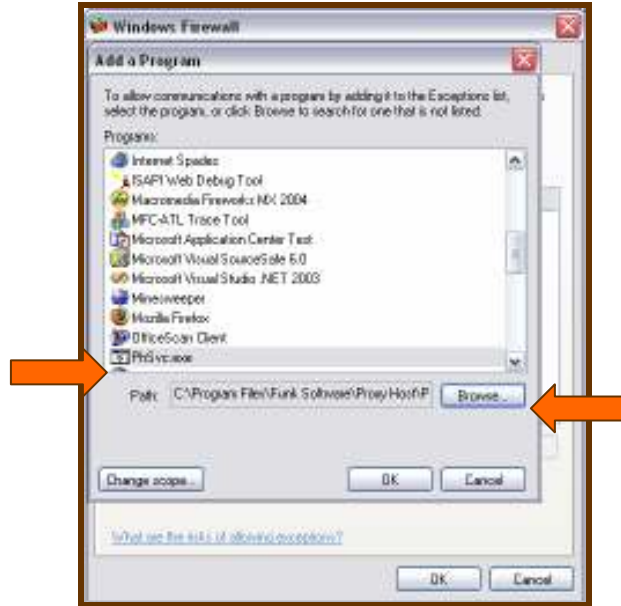 Windows Firewall
Add a Program
To allow communications with a program by adding it to the Exceptions list,
select the program, or click Browse to search for one that is not listed.
Programs:
Internet Spades
ISAPI Web Debug Tool
Macromedia Fireworks MX 2004
MFC-ATL Trace Tool
Microsoft Application Center Test
Microsoft Visual SourceSafe 6.0
Microsoft Visual Studio .NET 2003
Minesweeper
Mozilla Firefox
OfficeScan Client
PhSvc.exe
Path: C:\Program Files\Funk Software\Proxy Host\P Browse...
Change scope... OK Cancel
What are the risks of allowing exceptions?
OK Cancel